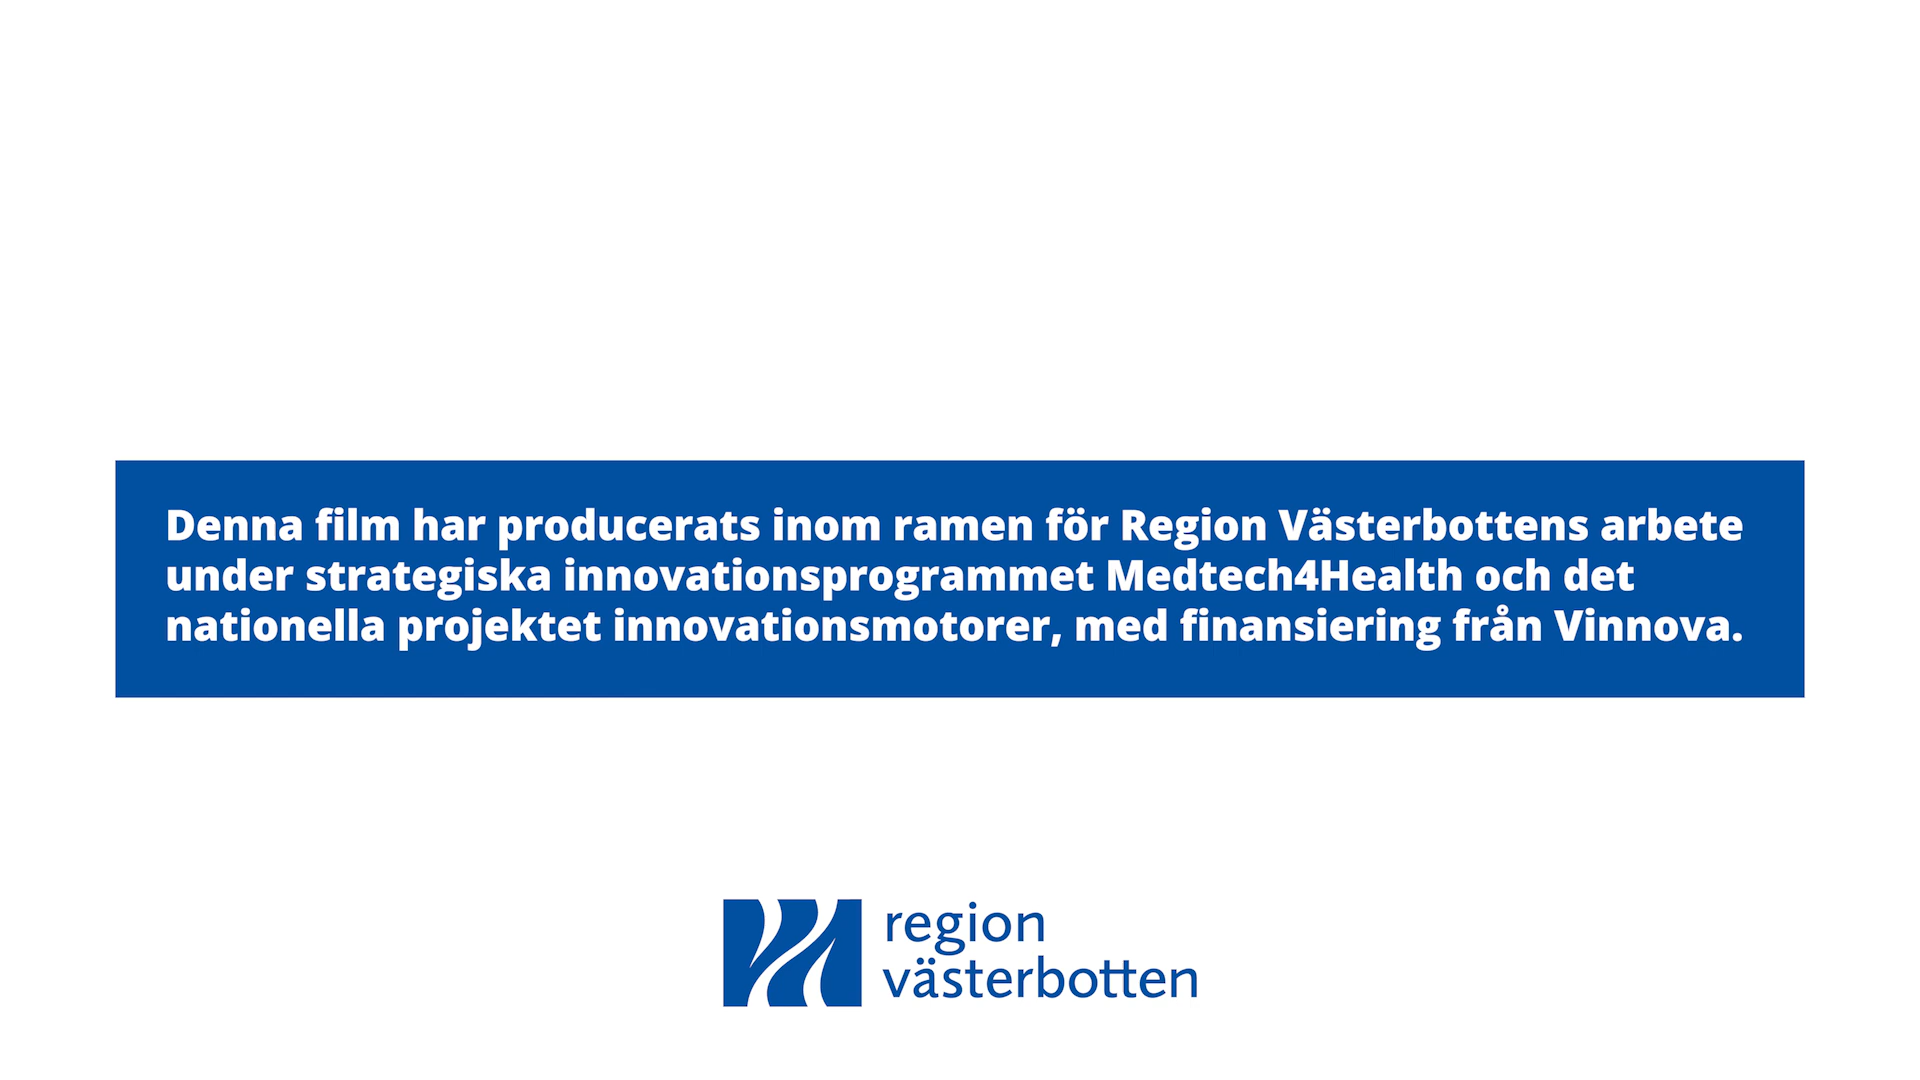 Denna film har producerats inom ramen för Region Västerbottens arbete
under strategiska innovationsprogrammet Medtech4Health och det
nationella projektet innovationsmotorer, med finansiering från Vinnova.
region
västerbotten